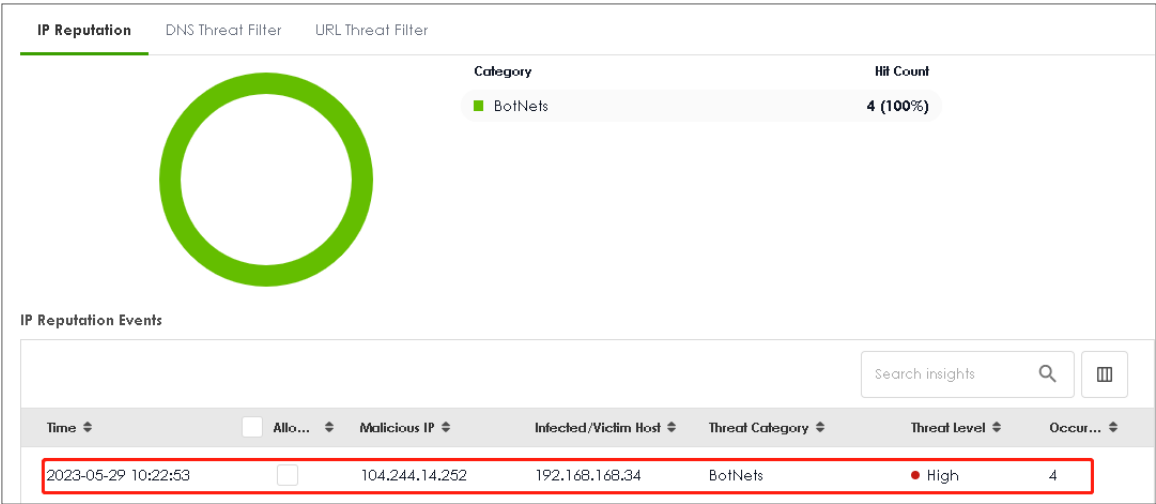 IP Reputation DNS Threat Filter URL Threat Filter
Category Hit Count
BotNets 4 (100%)
IP Reputation Events
Search insights
Time Allo... Malicious IP Infected/Victim Host Threat Category Threat Level Occur...
2023-05-29 10:22:53 104.244.14.252 192.168.168.34 BotNets High 4